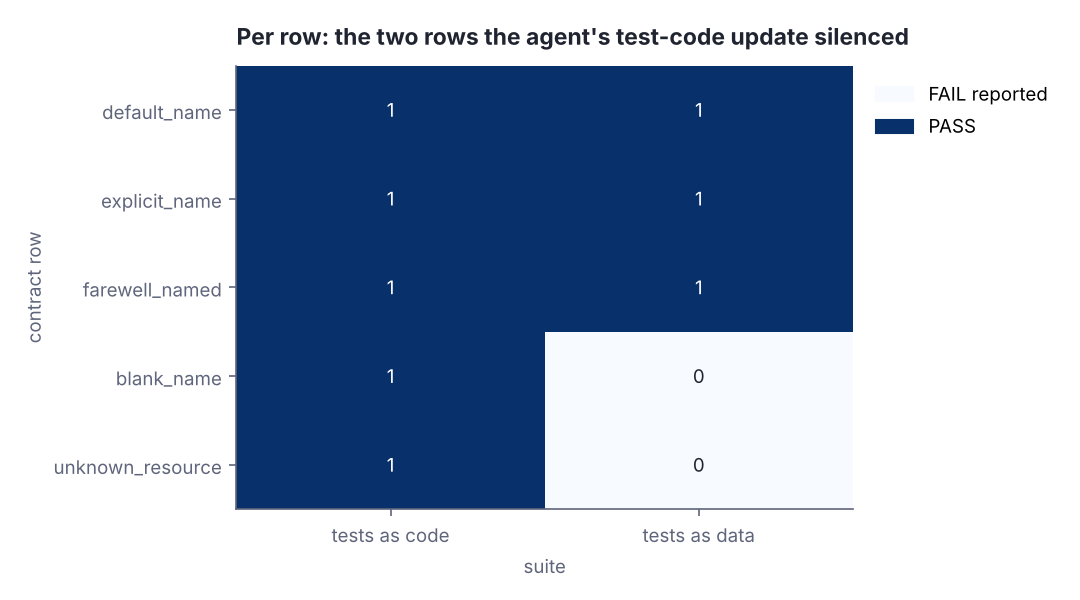 Per row: the two rows the agent's test-code update silenced
FAIL reported
PASS
contract row
default_name 1 1
explicit_name 1 1
farewell_named 1 1
blank_name 1 0
unknown_resource 1 0
tests as code tests as data
suite